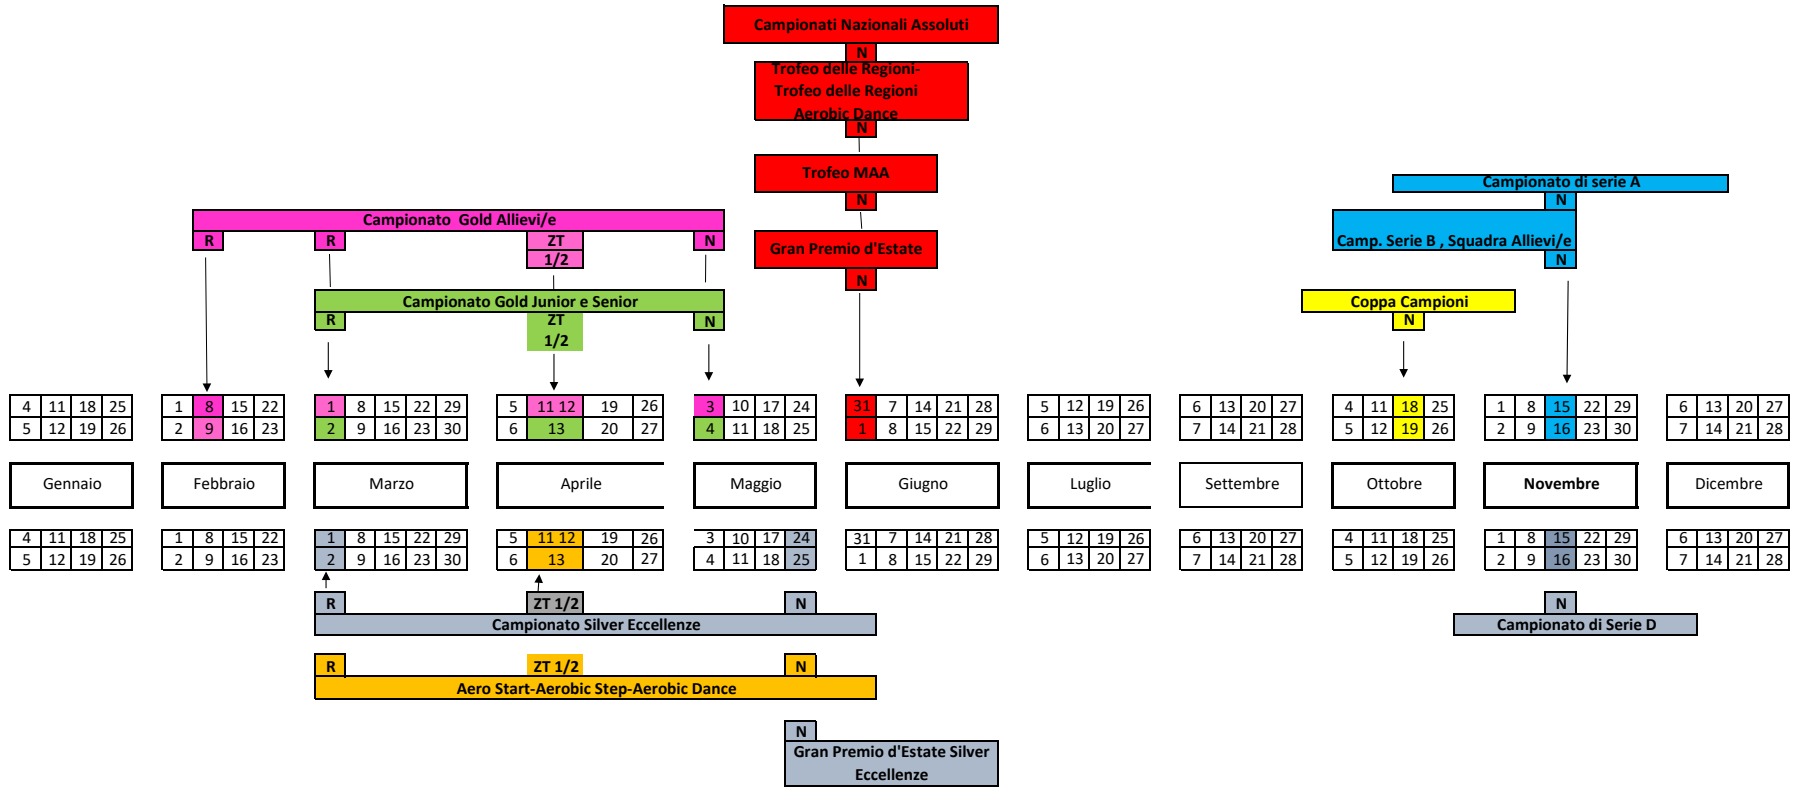 Campionati Nazionali Assoluti
N
Trofeo delle Regioni-
Trofeo delle Regioni
Aerobic Dance
N
Trofeo MAA
N
Campionato di serie A
N
Campionato Gold Allievi/e
R R ZT N
1/2
Gran Premio d'Estate
N
Camp. Serie B , Squadra Allievi/e
N
Campionato Gold Junior e Senior
R ZT N
1/2
Coppa Campioni
N
4 11 18 25 1 8 15 22 1 8 15 22 29 5 11 12 19 26 3 10 17 24 31 7 14 21 28 5 12 19 26 6 13 20 27 4 11 18 25 1 8 15 22 29 6 13 20 27
5 12 19 26 2 9 16 23 2 9 16 23 30 6 13 20 27 4 11 18 25 1 8 15 22 29 6 13 20 27 7 14 21 28 5 12 19 26 2 9 16 23 30 7 14 21 28
Gennaio Febbraio Marzo Aprile Maggio Giugno Luglio Settembre Ottobre Novembre Dicembre
4 11 18 25 1 8 15 22 1 8 15 22 29 5 11 12 19 26 3 10 17 24 31 7 14 21 28 5 12 19 26 6 13 20 27 4 11 18 25 1 8 15 22 29 6 13 20 27
5 12 19 26 2 9 16 23 2 9 16 23 30 6 13 20 27 4 11 18 25 1 8 15 22 29 6 13 20 27 7 14 21 28 5 12 19 26 2 9 16 23 30 7 14 21 28
R ZT 1/2 N N
Campionato Silver Eccellenze Campionato di Serie D
R ZT 1/2 N
Aero Start-Aerobic Step-Aerobic Dance
N
Gran Premio d'Estate Silver
Eccellenze